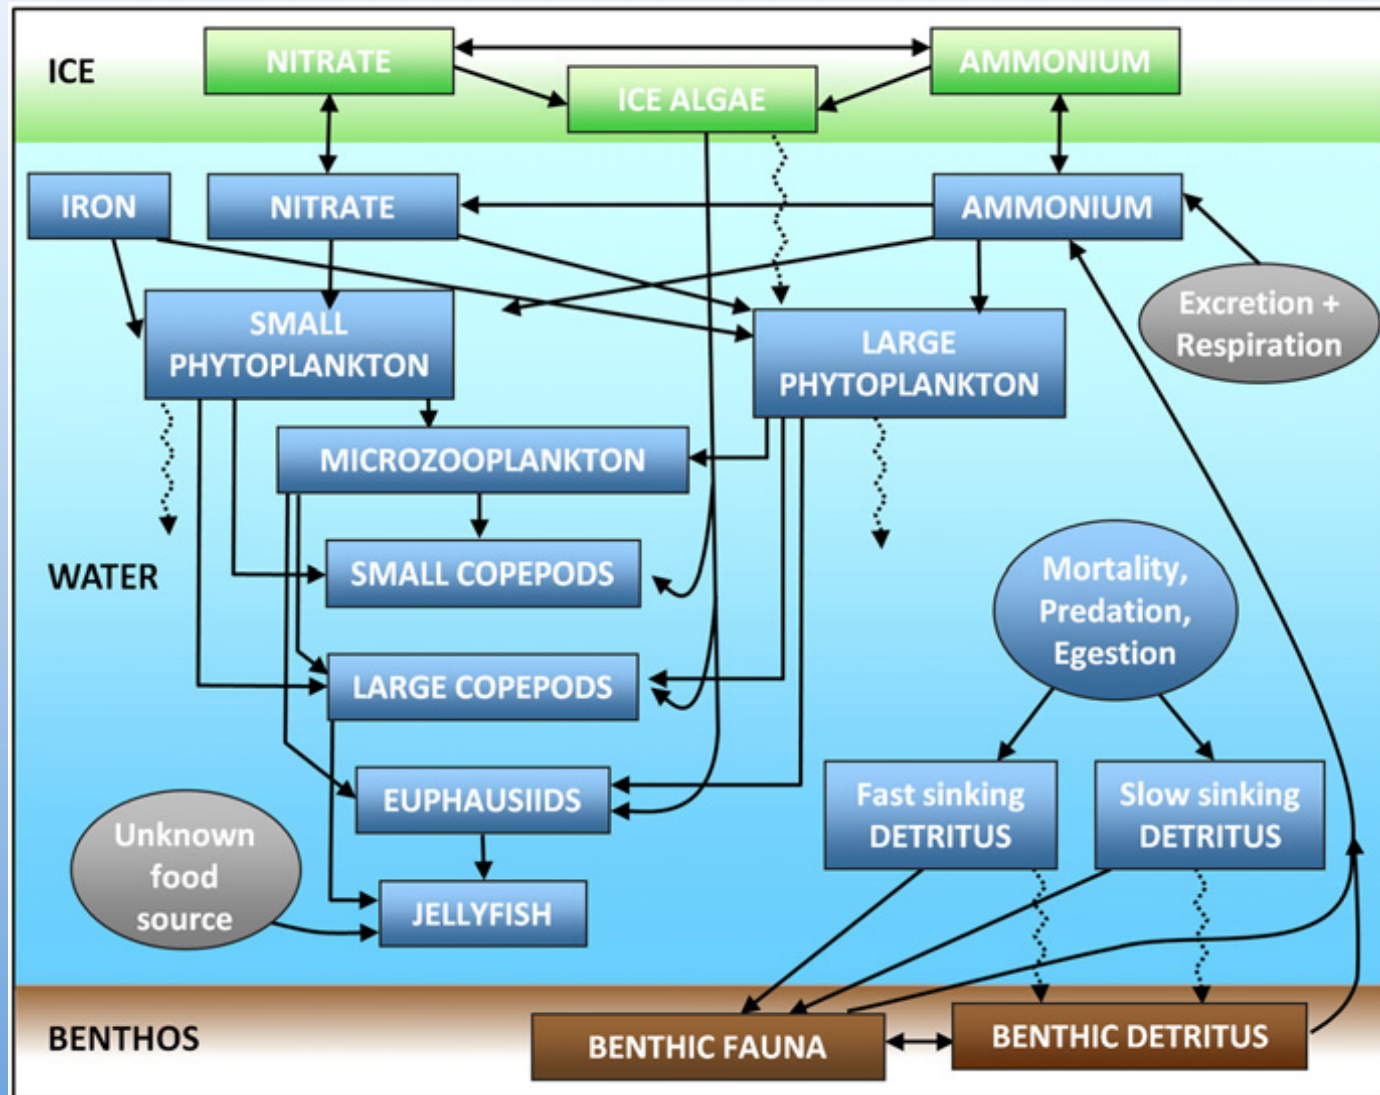 ICE
NITRATE
ICE ALGAE
AMMONIUM
IRON
NITRATE
AMMONIUM
SMALL
PHYTOPLANKTON
LARGE
PHYTOPLANKTON
Excretion +
Respiration
MICROZOOPLANKTON
WATER
SMALL COPEPODS
Mortality,
Predation,
Egestion
LARGE COPEPODS
EUPHAUSIIDS
Fast sinking
DETRITUS
Slow sinking
DETRITUS
Unknown
food
source
JELLYFISH
BENTHOS
BENTHIC FAUNA
BENTHIC DETRITUS